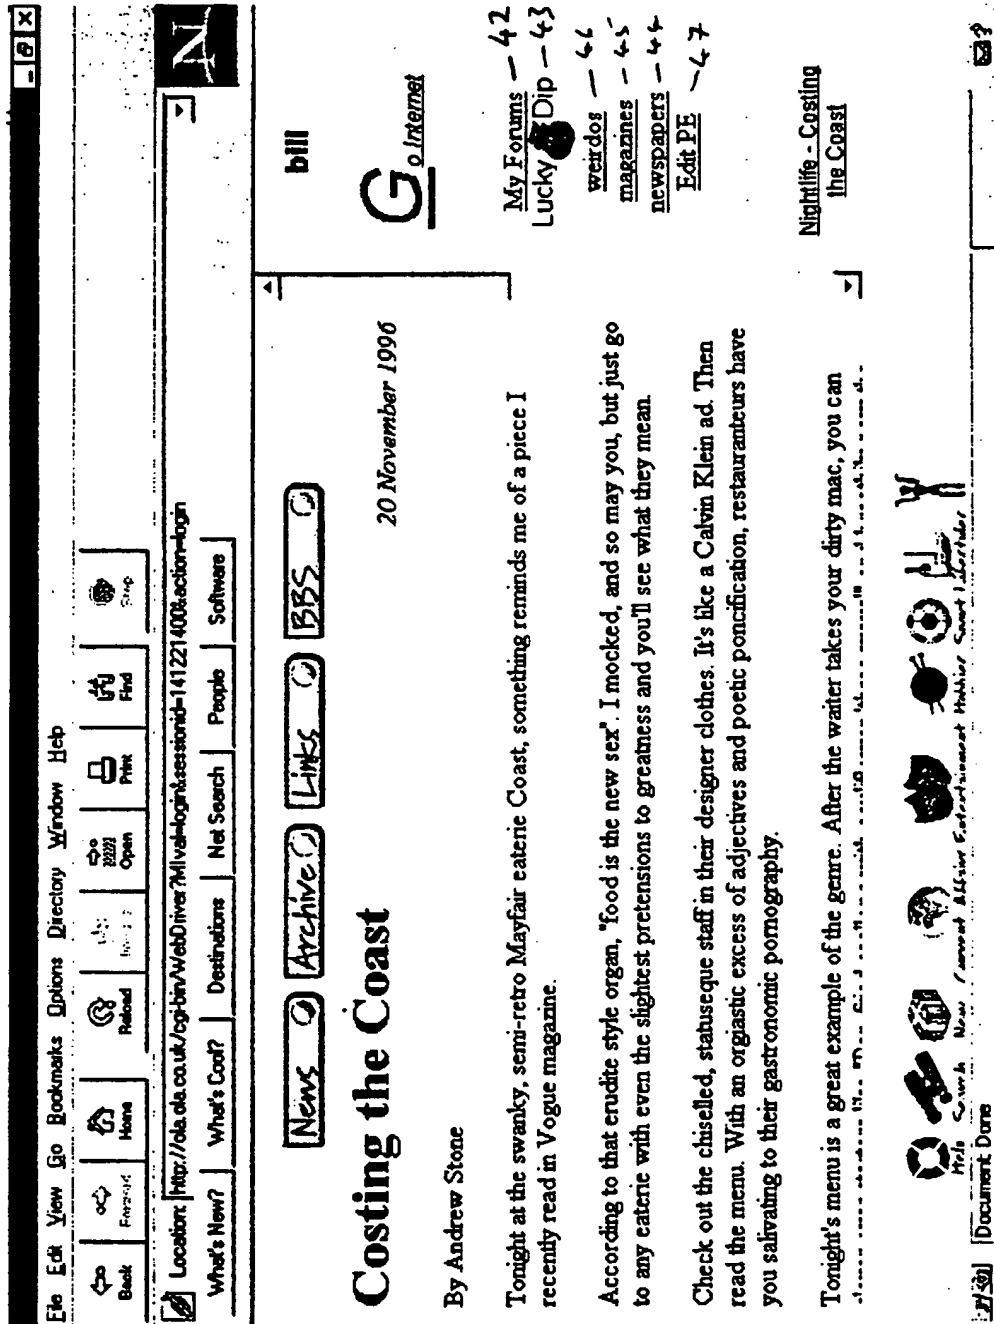 File Edit View Go Bookmarks Options Directory Window Help
Back Forward Home Reload Open Print Find Stop
Location: http://ola.ola.co.uk/cgi-bin/WebDriver?MIval=login&sessionid=141221400&action=login
What's New? What's Cool? Destinations Net Search People Software
News Archive Links BBS
bill
Costing the Coast
20 November 1996
Go Internet
By Andrew Stone
Tonight at the swanky, semi-retro Mayfair eaterie Coast, something reminds me of a piece I
recently read in Vogue magazine.
According to that erudite style organ, "food is the new sex". I mocked, and so may you, but just go
to any eaterie with even the slightest pretensions to greatness and you'll see what they mean.
Check out the chiselled, statuseque staff in their designer clothes. It's like a Calvin Klein ad. Then
read the menu. With an orgiastic excess of adjectives and poetic poncification, restauranteurs have
you salivating to their gastronomic pornography.
Tonight's menu is a great example of the genre. After the waiter takes your dirty mac, you can
My Forums — 42
Lucky Dip — 43
weirdos — 46
magazines — 45
newspapers — 44
Edit PE — 47
Nightlife - Costing
the Coast
Help Search New Current Affairs Entertainment Hobbies Sport Lifestyles
Document: Done